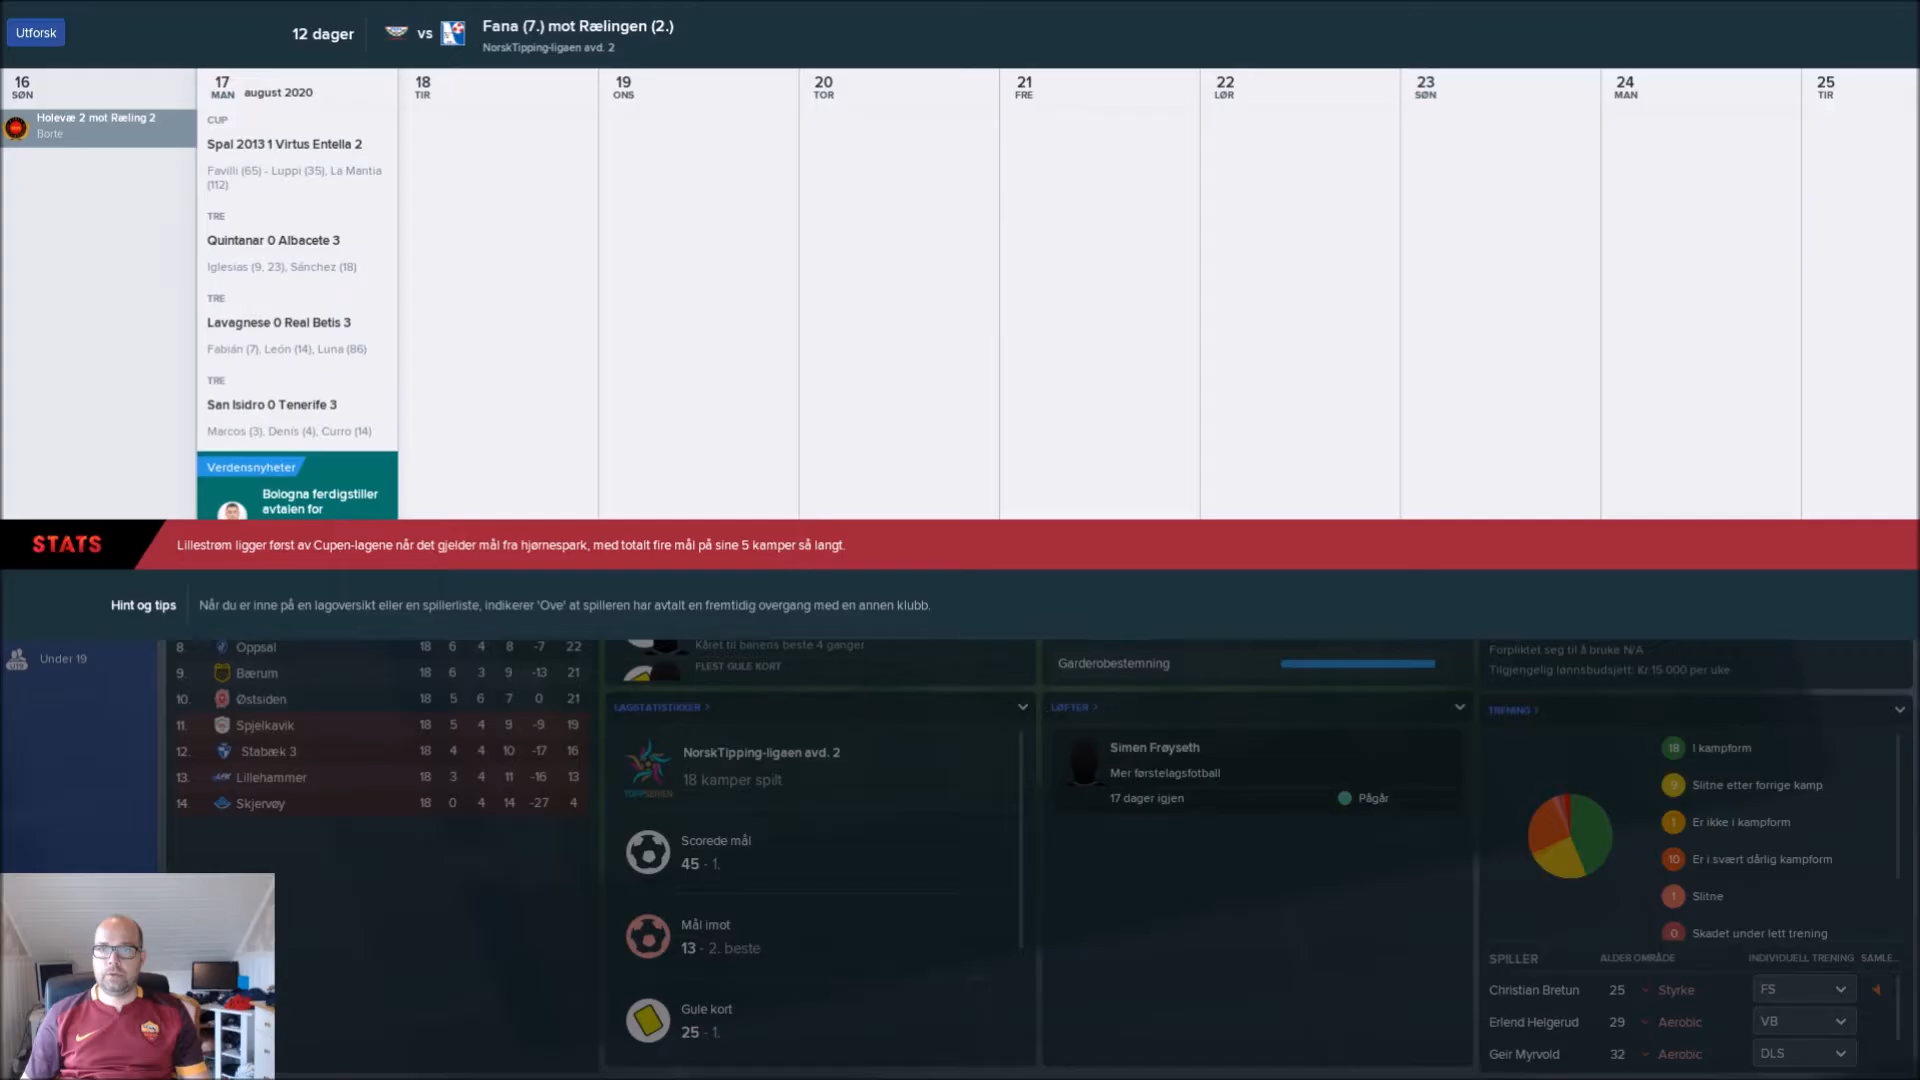 Utforsk
12 dager
vs
Fana (7.) mot Rælingen (2.)
NorskTipping-ligaen avd. 2
16
SØN
17
MAN
august 2020
18
TIR
19
ONS
20
TOR
21
FRE
22
LØR
23
SØN
24
MAN
25
TIR
Holevæ 2 mot Ræling 2
Borte
CUP
Spal 2013 1 Virtus Entella 2
Favilli (65) - Luppi (35), La Mantia
(112)
TRE
Quintanar 0 Albacete 3
Iglesias (9, 23), Sánchez (18)
TRE
Lavagnese 0 Real Betis 3
Fabián (7), León (14), Luna (86)
TRE
San Isidro 0 Tenerife 3
Marcos (3), Denís (4), Curro (14)
Verdensnyheter
Bologna ferdigstiller
avtalen for
STATS
Lillestrøm ligger først av Cupen-lagene når det gjelder mål fra hjørnespark, med totalt fire mål på sine 5 kamper så langt.
Hint og tips
Når du er inne på en lagoversikt eller en spillerliste, indikerer 'Ove' at spilleren har avtalt en fremtidig overgang med en annen klubb.
U19
Under 19
8. Oppsal 18 6 4 8 -7 22
9. Bærum 18 6 3 9 -13 21
10. Østsiden 18 5 6 7 0 21
11. Spjelkavik 18 5 4 9 -9 19
12. Stabæk 3 18 4 4 10 -17 16
13. Lillehammer 18 3 4 11 -16 13
14. Skjervøy 18 0 4 14 -27 4
Kåret til banens beste 4 ganger
FLEST GULE KORT
LAGSTATISTIKKER >
TOPPSERIEN
NorskTipping-ligaen avd. 2
18 kamper spilt
Scorede mål
45 - 1.
Mål imot
13 - 2. beste
Gule kort
25 - 1.
Garderobestemning
LØFTER >
Simen Frøyseth
Mer førstelagsfotball
17 dager igjen
Pågår
Forpliktet seg til å bruke N/A
Tilgjengelig lønnsbudsjett: Kr 15 000 per uke
TRENING >
18 I kampform
9 Slitne etter forrige kamp
1 Er ikke i kampform
10 Er i svært dårlig kampform
1 Slitne
0 Skadet under lett trening
SPILLER ALDER OMRÅDE INDIVIDUELL TRENING SAMLE...
Christian Bretun 25 Styrke FS
Erlend Helgerud 29 Aerobic VB
Geir Myrvold 32 Aerobic DLS